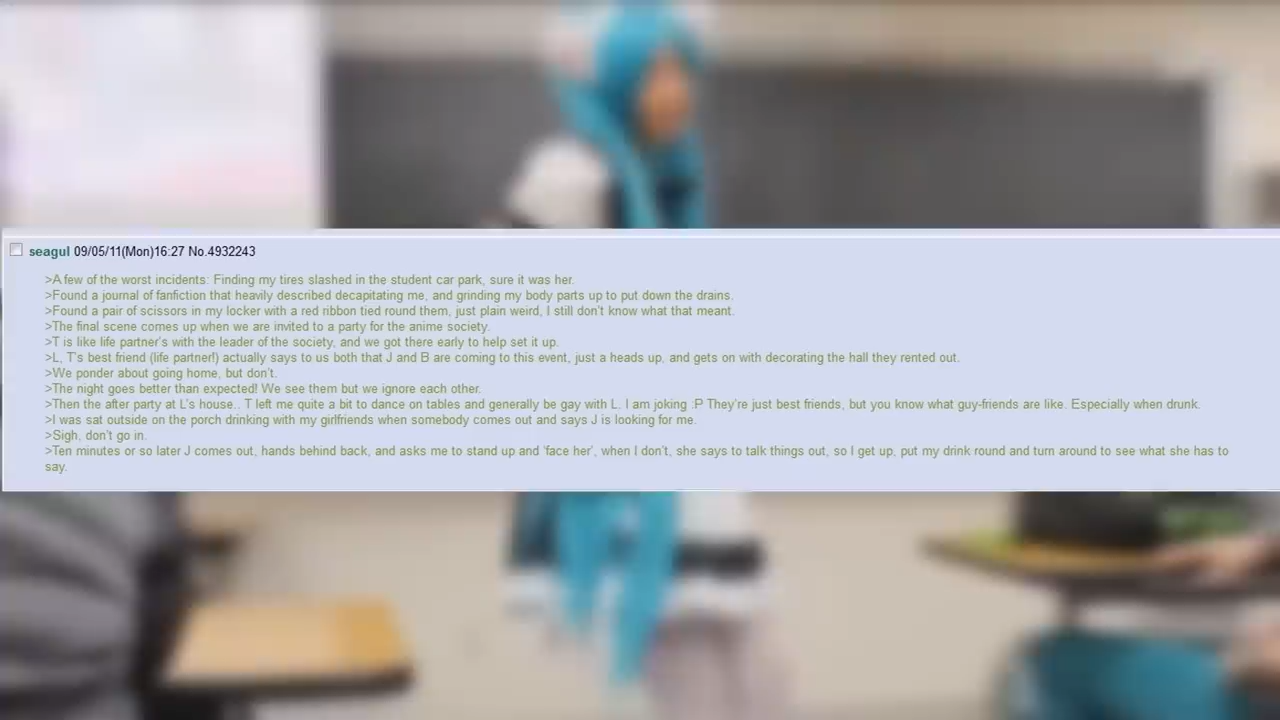 seagul 09/05/11(Mon)16:27 No.4932243
>A few of the worst incidents: Finding my tires slashed in the student car park, sure it was her.
>Found a journal of fanfiction that heavily described decapitating me, and grinding my body parts up to put down the drains.
>Found a pair of scissors in my locker with a red ribbon tied round them, just plain weird, I still don't know what that meant.
>The final scene comes up when we are invited to a party for the anime society.
>T is like life partner's with the leader of the society, and we got there early to help set it up.
>L, T's best friend (life partner!) actually says to us both that J and B are coming to this event, just a heads up, and gets on with decorating the hall they rented out.
>We ponder about going home, but don't.
>The night goes better than expected! We see them but we ignore each other.
>Then the after party at L's house.. T left me quite a bit to dance on tables and generally be gay with L. I am joking :P They're just best friends, but you know what guy-friends are like. Especially when drunk.
>I was sat outside on the porch drinking with my girlfriends when somebody comes out and says J is looking for me.
>Sigh, don't go in.
>Ten minutes or so later J comes out, hands behind back, and asks me to stand up and 'face her', when I don't, she says to talk things out, so I get up, put my drink round and turn around to see what she has to
say.